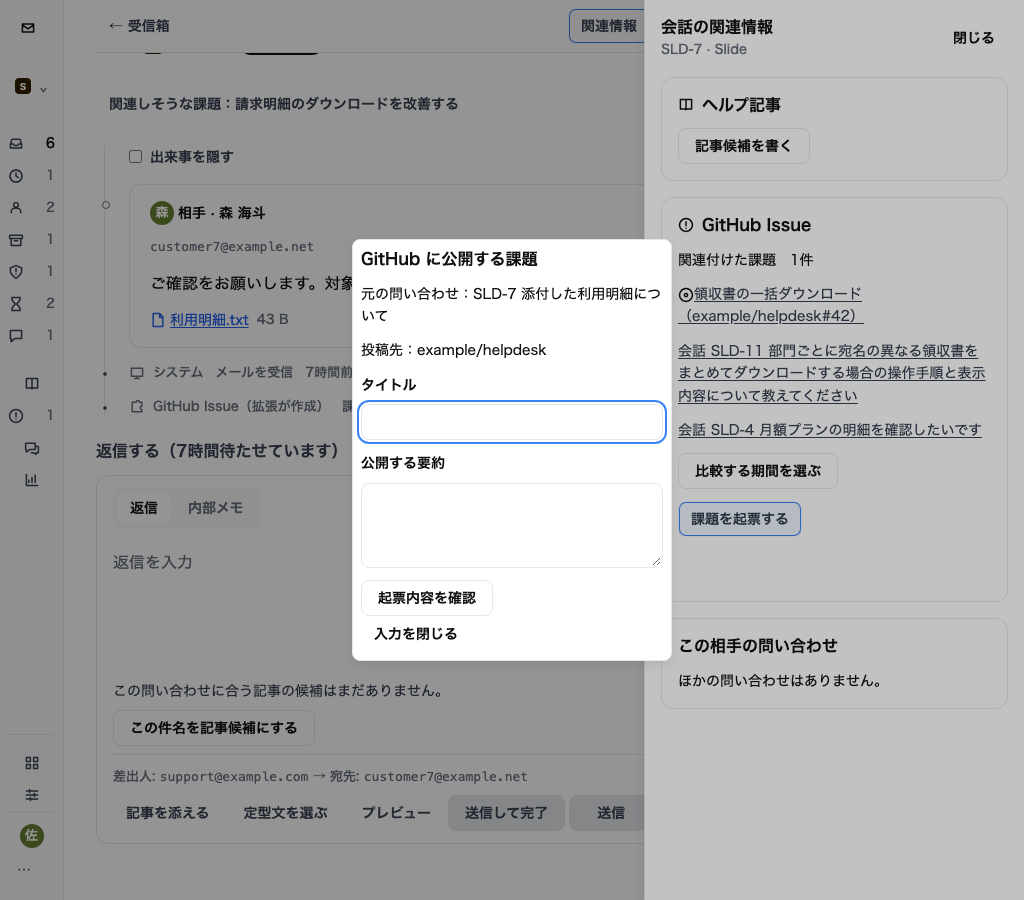 ← 受信箱
関連情報
S
6
1
2
1
1
2
1
1
佐
…
関連しそうな課題：請求明細のダウンロードを改善する
出来事を隠す
森 相手 · 森 海斗
customer7@example.net
ご確認をお願いします。対象
利用明細.txt 43 B
システム メールを受信 7時間前
GitHub Issue（拡張が作成） 課
返信する（7時間待たせています）
返信 内部メモ
返信を入力
この問い合わせに合う記事の候補はまだありません。
この件名を記事候補にする
差出人: support@example.com → 宛先: customer7@example.net
記事を添える 定型文を選ぶ プレビュー 送信して完了 送信
GitHub に公開する課題
元の問い合わせ：SLD-7 添付した利用明細につ
いて
投稿先：example/helpdesk
タイトル
公開する要約
起票内容を確認
入力を閉じる
会話の関連情報
SLD-7 · Slide
閉じる
ヘルプ記事
記事候補を書く
GitHub Issue
関連付けた課題 1件
領収書の一括ダウンロード
（example/helpdesk#42）
会話 SLD-11 部門ごとに宛名の異なる領収書を
まとめてダウンロードする場合の操作手順と表示
内容について教えてください
会話 SLD-4 月額プランの明細を確認したいです
比較する期間を選ぶ
課題を起票する
この相手の問い合わせ
ほかの問い合わせはありません。